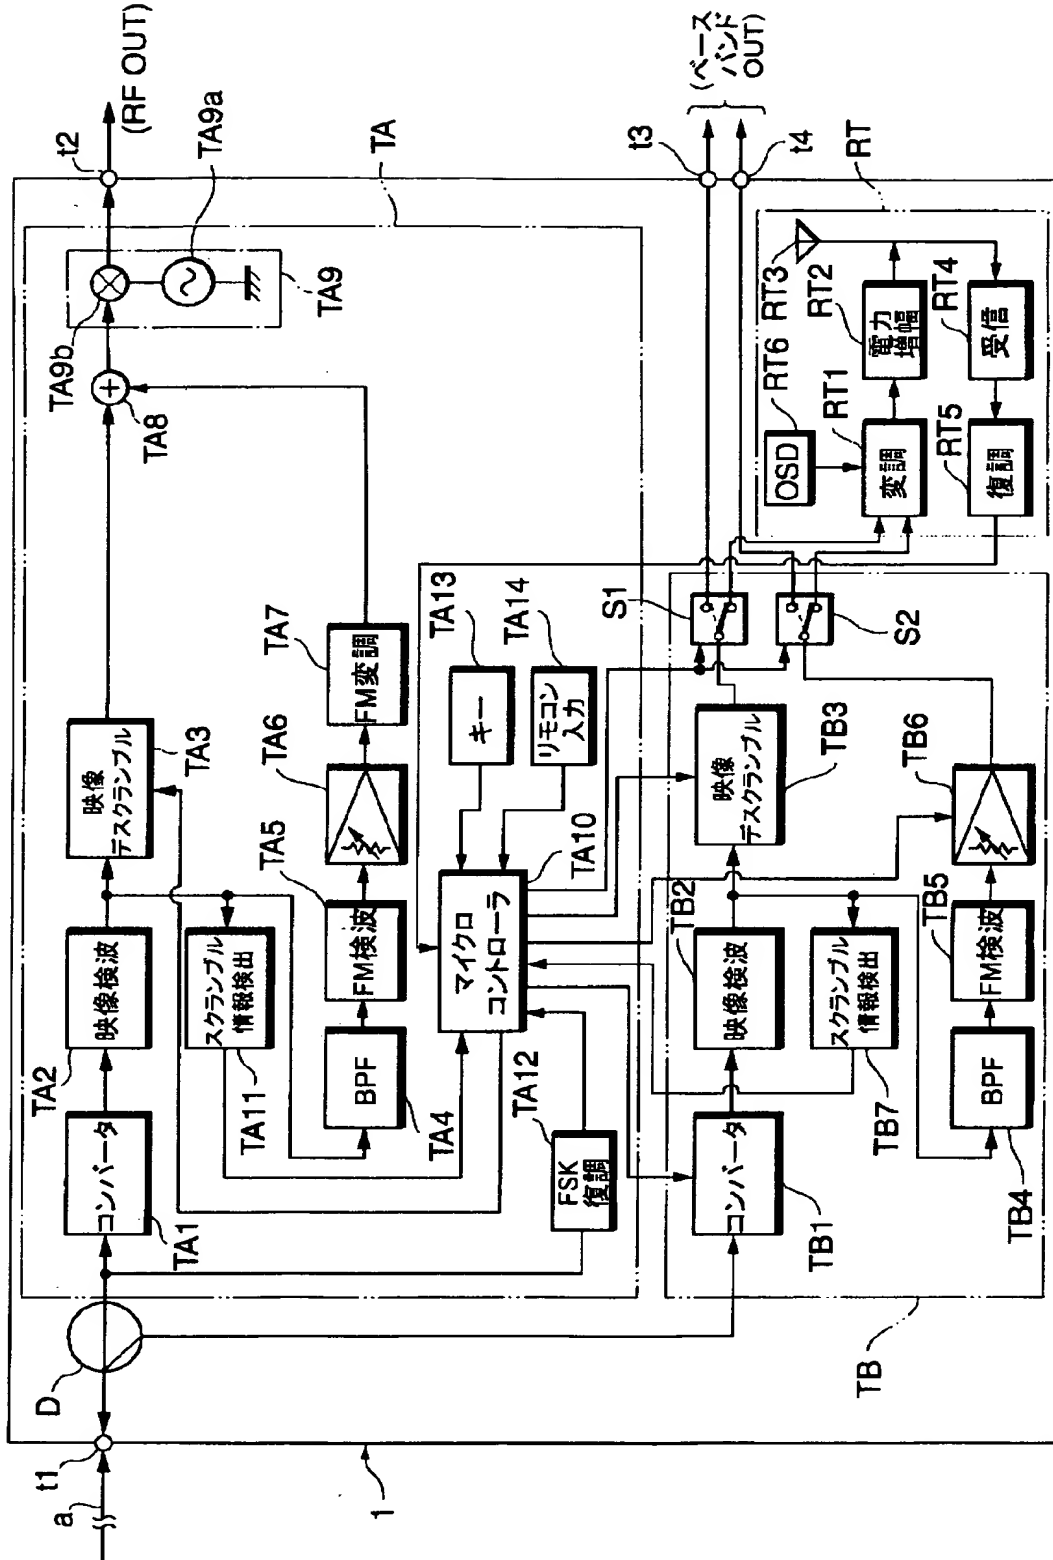 a
t1
D
1
コンバータ
TA1
TA2
映像検波
映像
デスクランブル
TA3
スクランブル
情報検出
TA11
BPF
TA4
FM検波
TA5
TA6
FM変調
TA7
TA8
TA9b
TA9
TA9a
TA
t2
(RF OUT)
キー
TA13
リモコン
入力
TA14
マイクロ
コントローラ
TA10
FSK
復調
TA12
コンバータ
TB1
TB2
映像検波
映像
デスクランブル
TB3
スクランブル
情報検出
TB7
BPF
TB4
FM検波
TB5
TB6
TB
S1
S2
OSD
RT6
変調
RT1
電力
増幅
RT2
RT3
受信
RT4
復調
RT5
RT
t3
t4
(ベース
バンド
OUT)